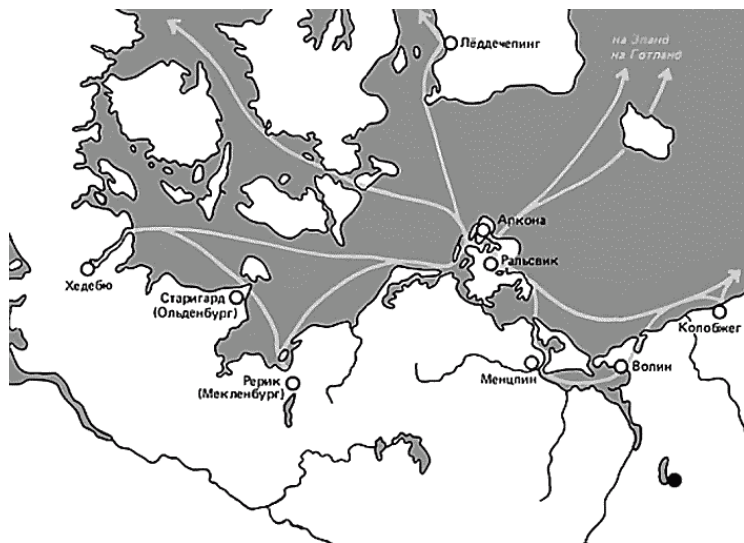 Лёддечепинг
на Эланд
на Готланд
Аркона
Ральсвик
Хедебю
Старигард
(Ольденбург)
Рерик
(Мекленбург)
Менцлин
Волин
Колобжег